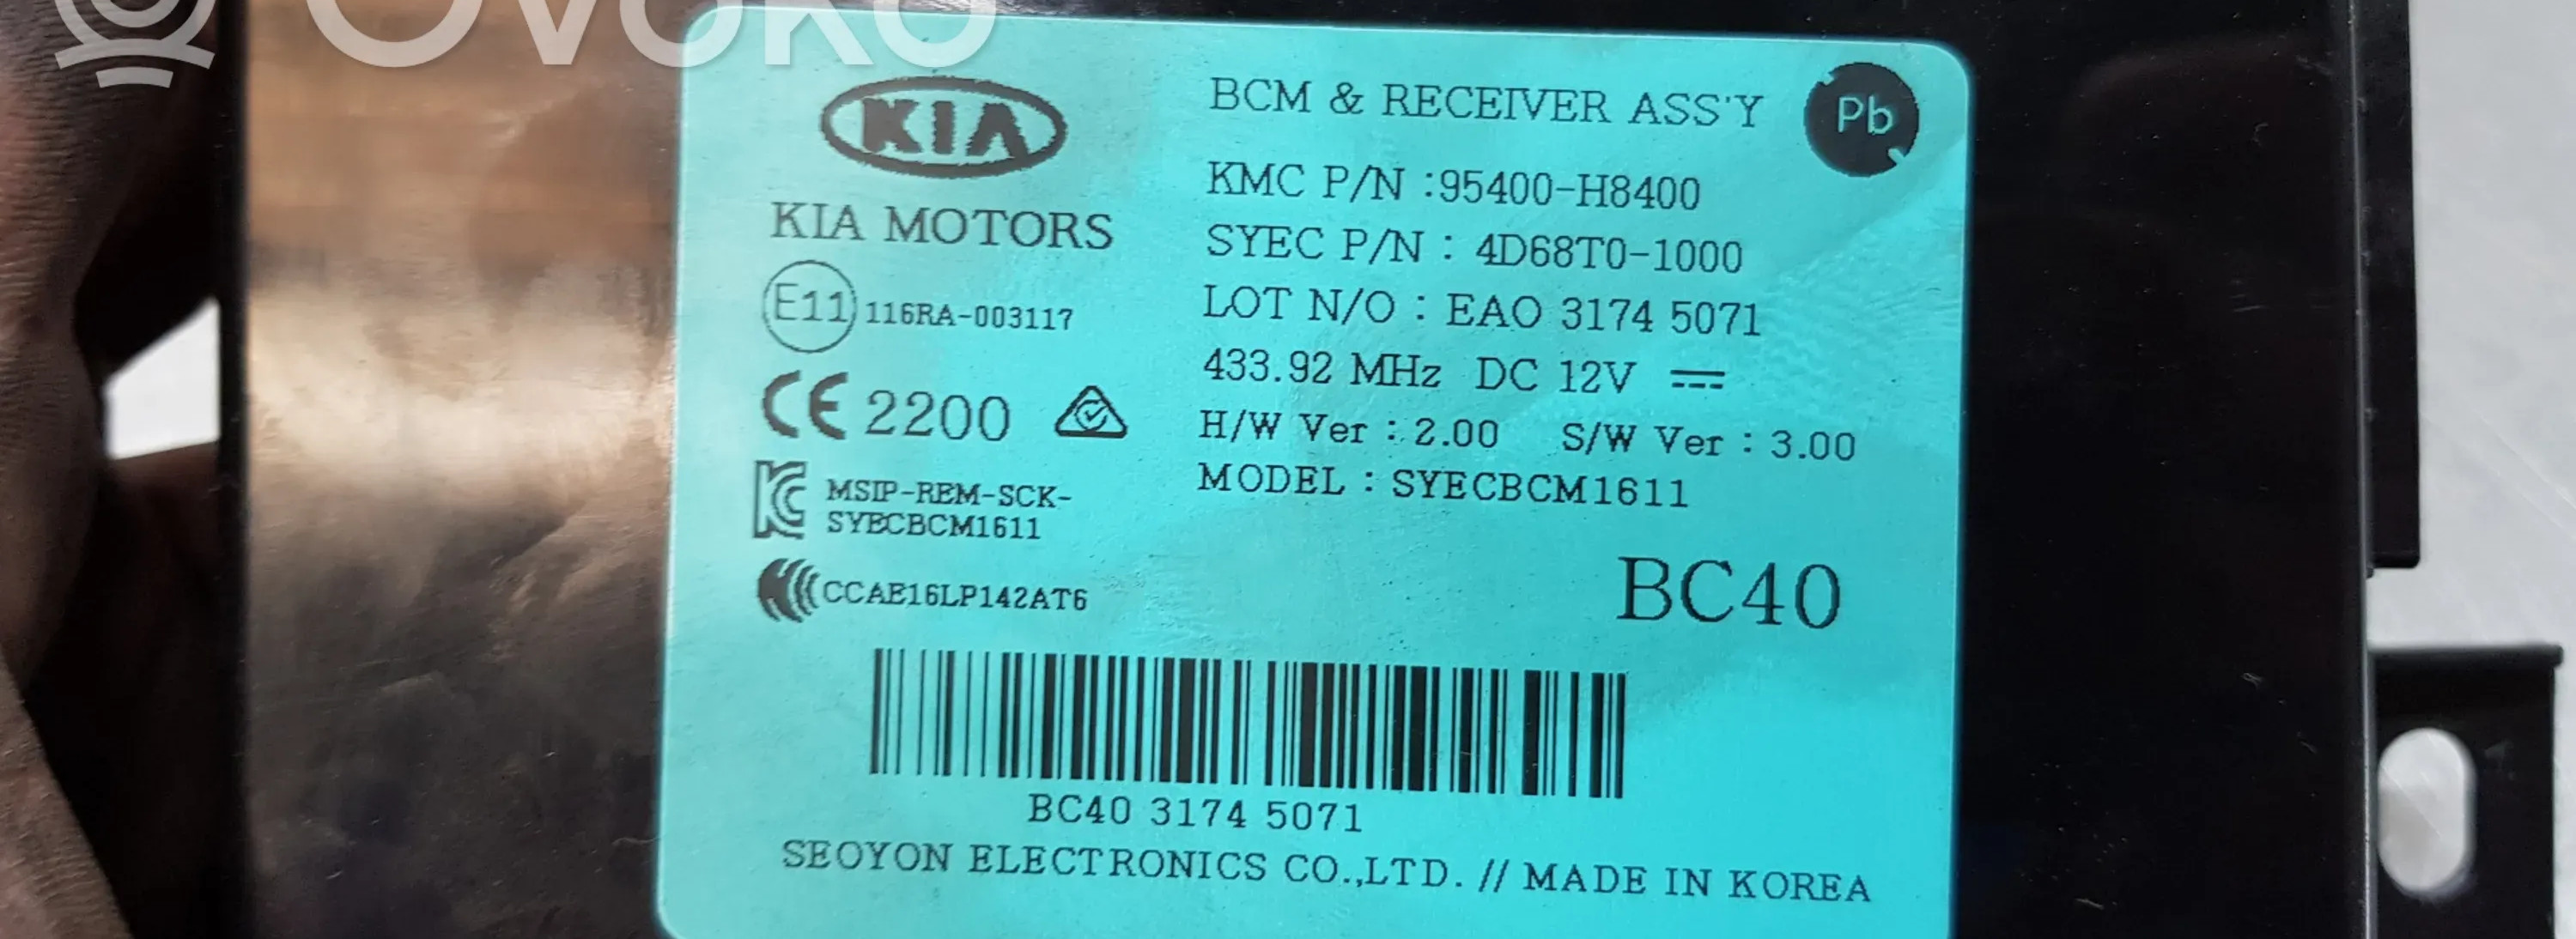 OVOKO
KIA
KIA MOTORS
E11 116RA-003117
CE 2200
MSIP-REM-SCK-
SYECBCM1611
CCAE16LP142AT6
BCM & RECEIVER ASS'Y
Pb
KMC P/N :95400-H8400
SYEC P/N : 4D68T0-1000
LOT N/O : EAO 3174 5071
433.92 MHz DC 12V
H/W Ver : 2.00 S/W Ver : 3.00
MODEL : SYECBCM1611
BC40
BC40 3174 5071
SEOYON ELECTRONICS CO.,LTD. // MADE IN KOREA